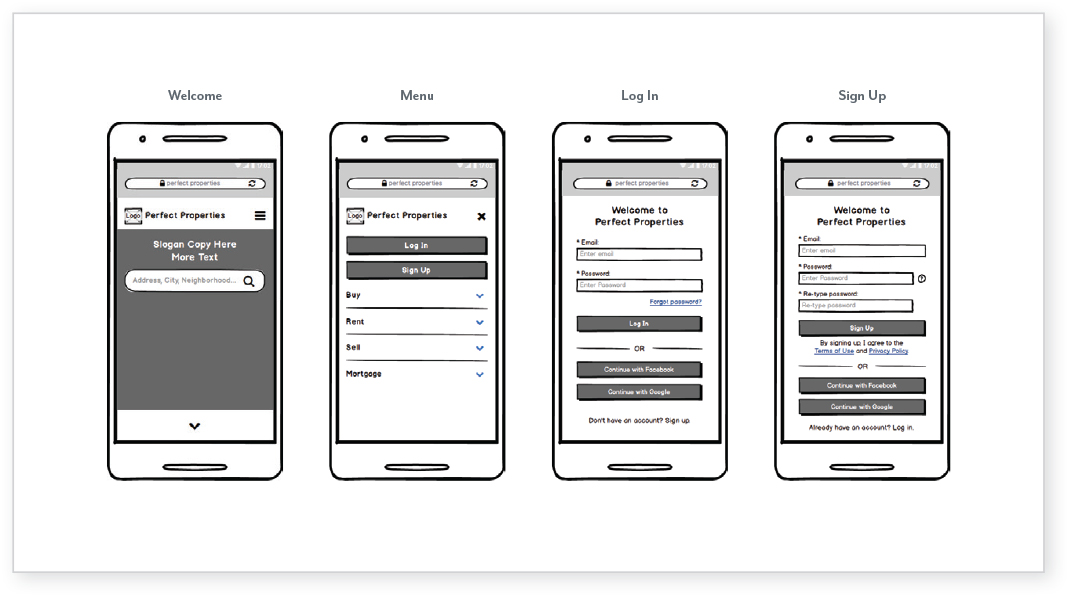 Welcome
perfect properties
Logo Perfect Properties
Slogan Copy Here
More Text
Address, City, Neighborhood...
Menu
perfect properties
Logo Perfect Properties
Log In
Sign Up
Buy
Rent
Sell
Mortgage
Log In
perfect properties
Welcome to
Perfect Properties
* Email:
Enter email
* Password:
Enter Password
Forgot password?
Log In
OR
Continue with Facebook
Continue with Google
Don't have an account? Sign up.
Sign Up
perfect properties
Welcome to
Perfect Properties
* Email:
Enter email
* Password:
Enter Password
?
* Re-type password:
Re-type password
Sign Up
By signing up I agree to the
Terms of Use and Privacy Policy.
OR
Continue with Facebook
Continue with Google
Already have an account? Log in.